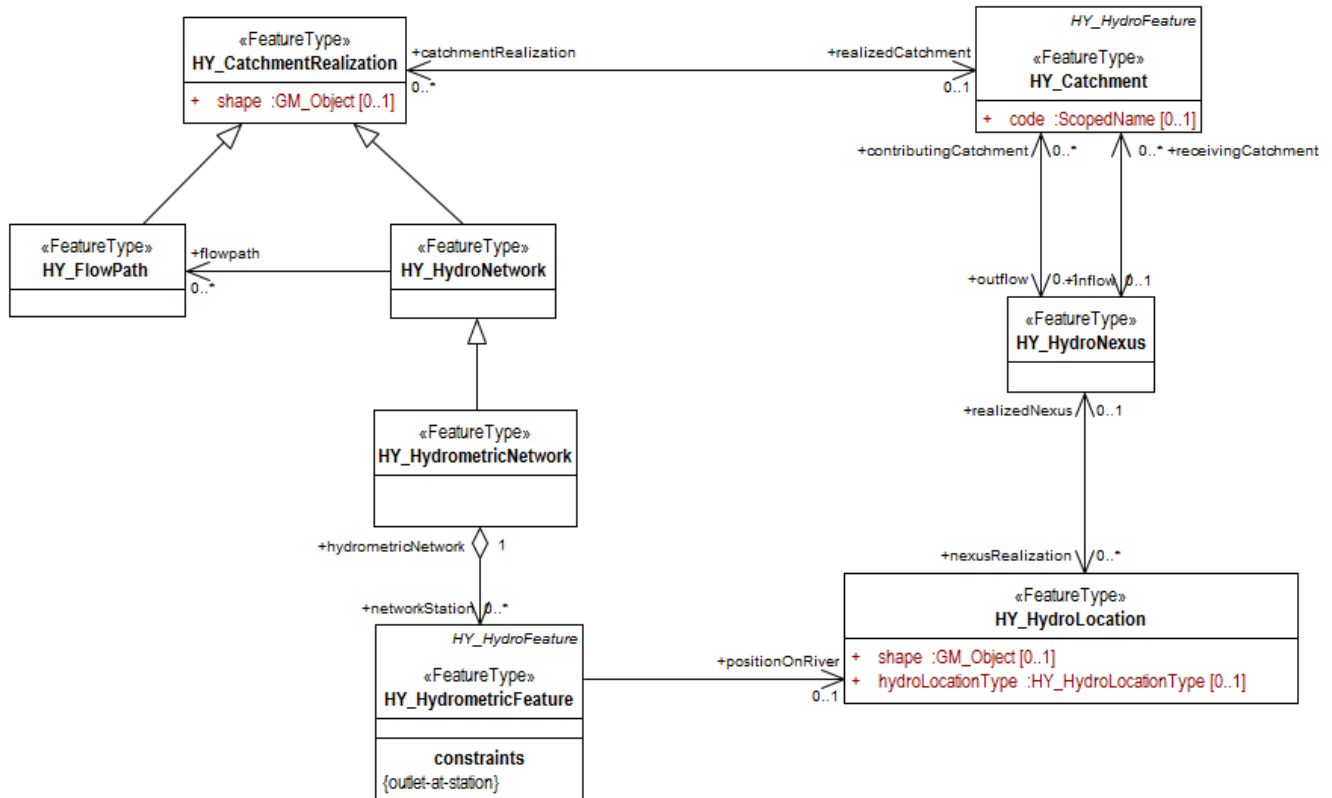 «FeatureType»
HY_CatchmentRealization
+ shape :GM_Object [0..1]
+catchmentRealization
0..*
+realizedCatchment
0..1
HY_HydroFeature
«FeatureType»
HY_Catchment
+ code :ScopedName [0..1]
+contributingCatchment
0..*
0..*
+receivingCatchment
«FeatureType»
HY_FlowPath
+flowpath
0..*
«FeatureType»
HY_HydroNetwork
+outflow
0..1
+inflow
0..1
«FeatureType»
HY_HydroNexus
+realizedNexus
0..1
«FeatureType»
HY_HydrometricNetwork
+hydrometricNetwork
1
+nexusRealization
0..*
«FeatureType»
HY_HydroLocation
+ shape :GM_Object [0..1]
+ hydroLocationType :HY_HydroLocationType [0..1]
+networkStation
0..*
HY_HydroFeature
«FeatureType»
HY_HydrometricFeature
constraints
{outlet-at-station}
+positionOnRiver
0..1